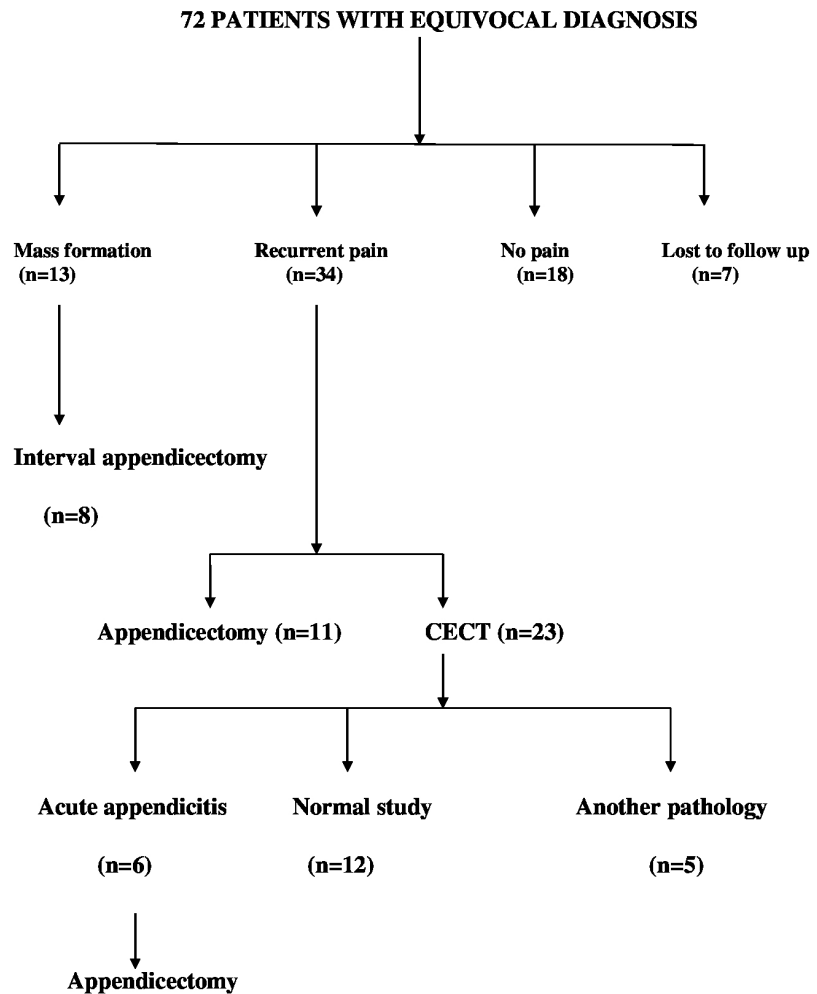 72 PATIENTS WITH EQUIVOCAL DIAGNOSIS
Mass formation
(n=13)
Recurrent pain
(n=34)
No pain
(n=18)
Lost to follow up
(n=7)
Interval appendicectomy
(n=8)
Appendicectomy (n=11)
CECT (n=23)
Acute appendicitis
(n=6)
Normal study
(n=12)
Another pathology
(n=5)
Appendicectomy